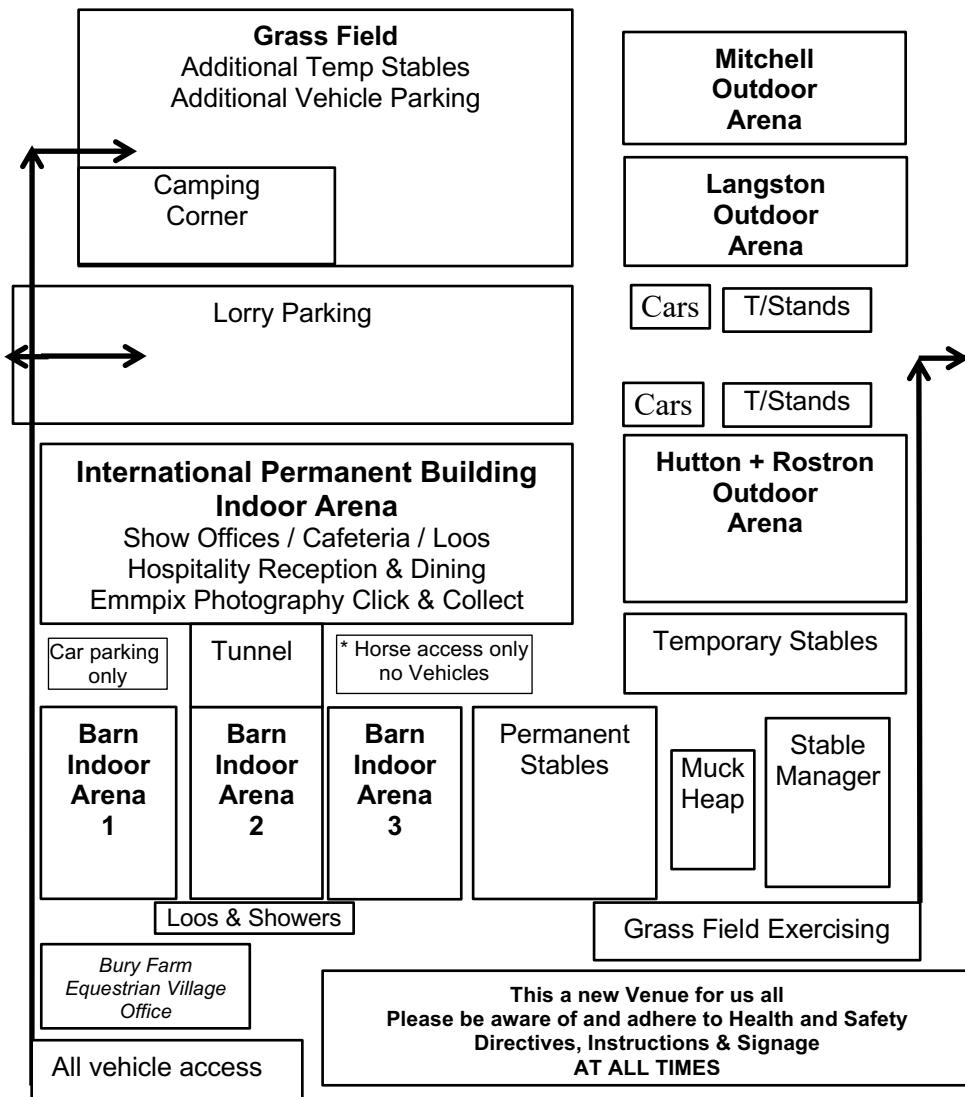 Grass Field
Additional Temp Stables
Additional Vehicle Parking
Camping
Corner
Mitchell
Outdoor
Arena
Langston
Outdoor
Arena
Lorry Parking
Cars
T/Stands
Cars
T/Stands
International Permanent Building
Indoor Arena
Show Offices / Cafeteria / Loos
Hospitality Reception & Dining
Emmpix Photography Click & Collect
Hutton + Rostron
Outdoor
Arena
Car parking
only
Tunnel
* Horse access only
no Vehicles
Temporary Stables
Barn
Indoor
Arena
1
Barn
Indoor
Arena
2
Barn
Indoor
Arena
3
Permanent
Stables
Muck
Heap
Stable
Manager
Loos & Showers
Grass Field Exercising
Bury Farm
Equestrian Village
Office
This a new Venue for us all
Please be aware of and adhere to Health and Safety
Directives, Instructions & Signage
AT ALL TIMES
All vehicle access